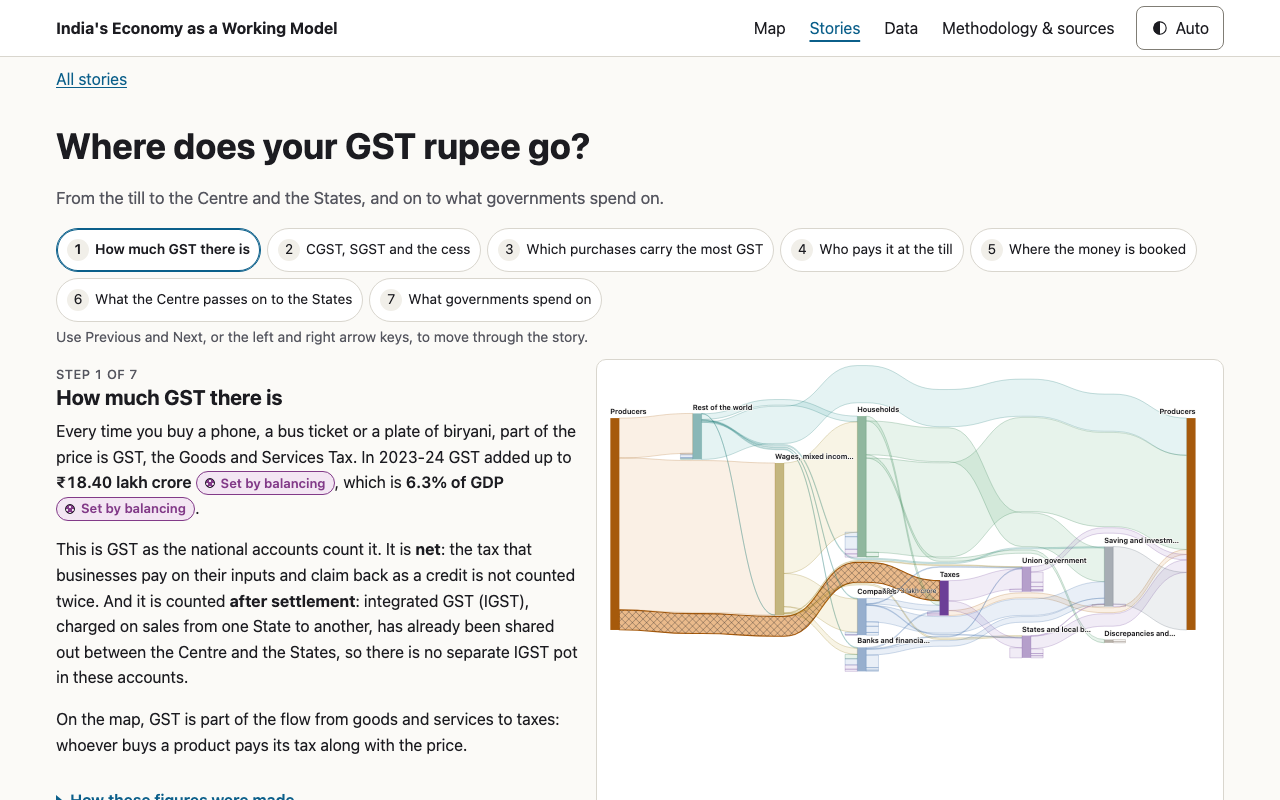 India's Economy as a Working Model
Map
Stories
Data
Methodology & sources
Auto
All stories
Where does your GST rupee go?
From the till to the Centre and the States, and on to what governments spend on.
1 How much GST there is
2 CGST, SGST and the cess
3 Which purchases carry the most GST
4 Who pays it at the till
5 Where the money is booked
6 What the Centre passes on to the States
7 What governments spend on
Use Previous and Next, or the left and right arrow keys, to move through the story.
STEP 1 OF 7
How much GST there is
Every time you buy a phone, a bus ticket or a plate of biryani, part of the
price is GST, the Goods and Services Tax. In 2023-24 GST added up to
₹18.40 lakh crore Set by balancing, which is 6.3% of GDP
Set by balancing.
This is GST as the national accounts count it. It is net: the tax that
businesses pay on their inputs and claim back as a credit is not counted
twice. And it is counted after settlement: integrated GST (IGST),
charged on sales from one State to another, has already been shared
out between the Centre and the States, so there is no separate IGST pot
in these accounts.
On the map, GST is part of the flow from goods and services to taxes:
whoever buys a product pays its tax along with the price.
How these figures were made
Producers
Rest of the world
Households
Producers
Wages, mixed incom...
Saving and investm...
Union government
Taxes
Companies
States and local b...
Discrepancies and...
Banks and financia...